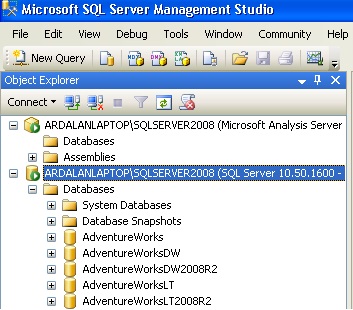 Microsoft SQL Server Management Studio
File Edit View Debug Tools Window Community Help
New Query
Object Explorer
Connect
ARDALANLAPTOP\SQLSERVER2008 (Microsoft Analysis Server
Databases
Assemblies
ARDALANLAPTOP\SQLSERVER2008 (SQL Server 10.50.1600 -
Databases
System Databases
Database Snapshots
AdventureWorks
AdventureWorksDW
AdventureWorksDW2008R2
AdventureWorksLT
AdventureWorksLT2008R2